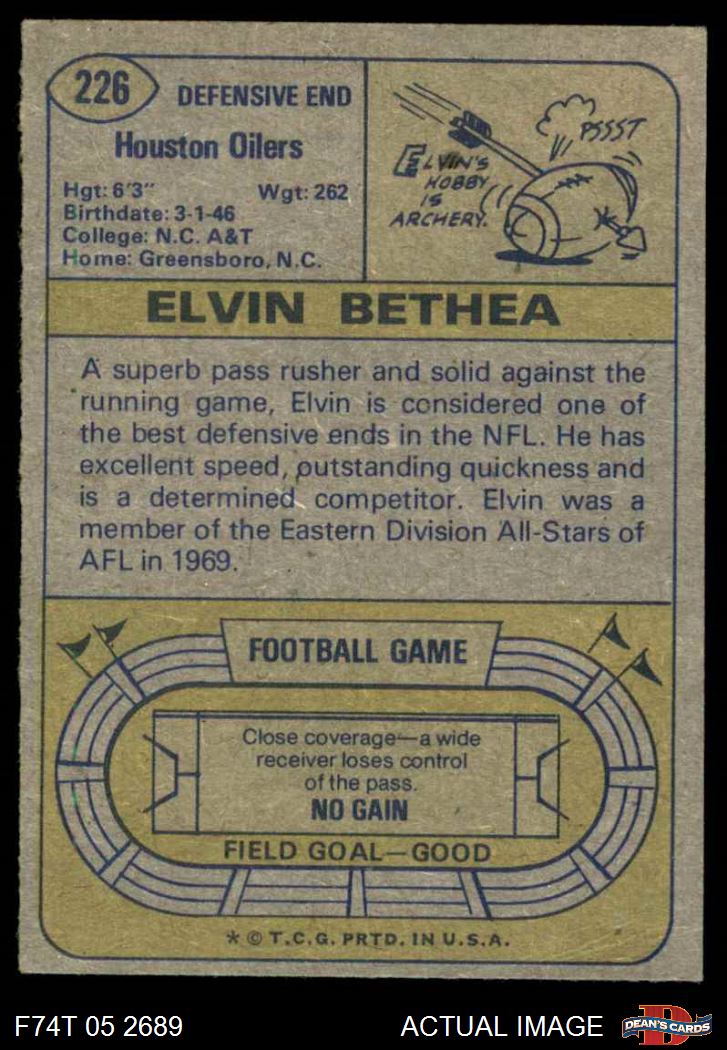 226
DEFENSIVE END
Houston Oilers
Hgt: 6'3" Wgt: 262
Birthdate: 3-1-46
College: N.C. A&T
Home: Greensboro, N.C.
ELVIN'S
HOBBY
IS
ARCHERY.
PSSST
ELVIN BETHEA
A superb pass rusher and solid against the
running game, Elvin is considered one of
the best defensive ends in the NFL. He has
excellent speed, outstanding quickness and
is a determined competitor. Elvin was a
member of the Eastern Division All-Stars of
AFL in 1969.
FOOTBALL GAME
Close coverage—a wide
receiver loses control
of the pass.
NO GAIN
FIELD GOAL—GOOD
* © T.C.G. PRTD. IN U.S.A.
F74T 05 2689 ACTUAL IMAGE
D
DEAN'S CARDS